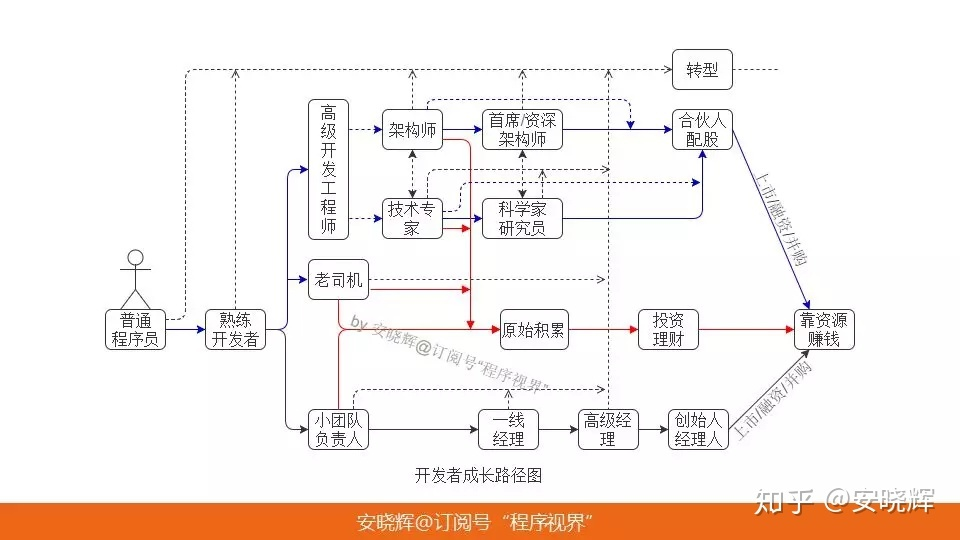 转型
高
级
开
发
工
程
师
架构师
首席/资深
架构师
合伙人
配股
技术专
家
科学家
研究员
上市/融资/并购
普通
程序员
熟练
开发者
老司机
原始积累
投资
理财
靠资源
赚钱
by 安晓辉@订阅号“程序视界”
小团队
负责人
一线
经理
高级经
理
创始人
经理人
上市/融资/并购
开发者成长路径图
知乎 @安晓辉
安晓辉@订阅号“程序视界”